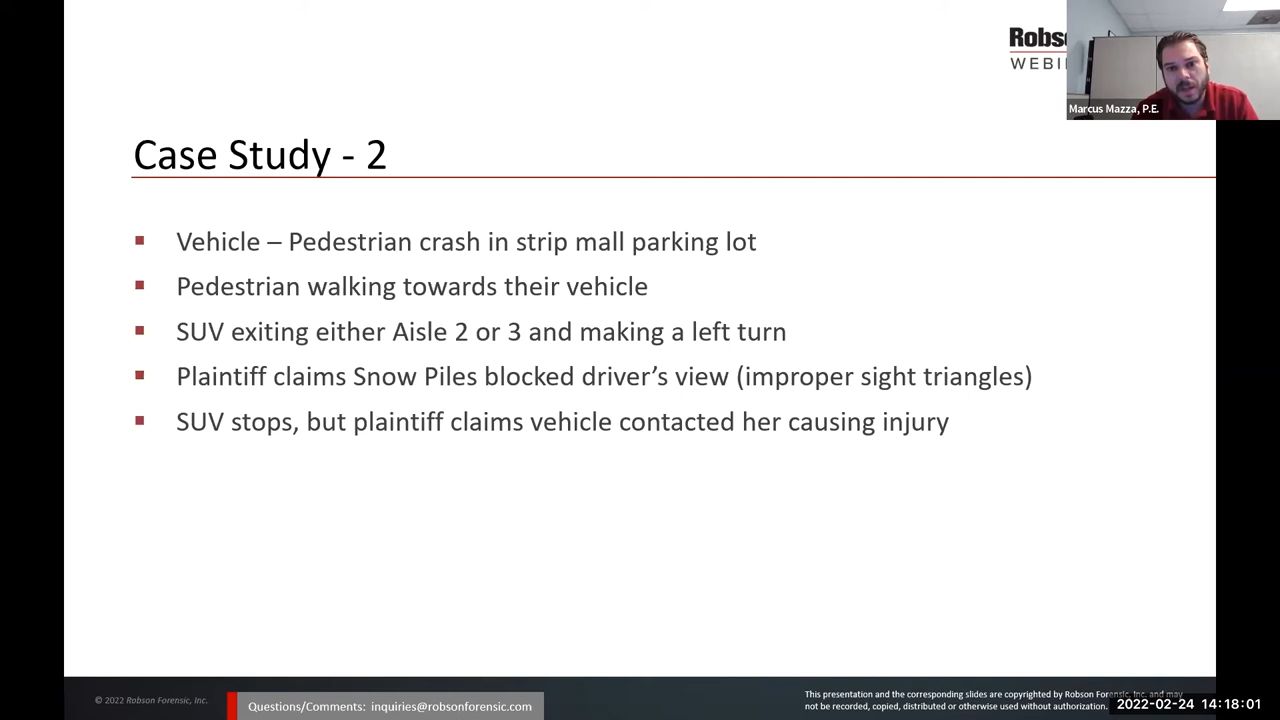 Robs
WEBI
Marcus Mazza, P.E.
Case Study - 2
▪ Vehicle – Pedestrian crash in strip mall parking lot
▪ Pedestrian walking towards their vehicle
▪ SUV exiting either Aisle 2 or 3 and making a left turn
▪ Plaintiff claims Snow Piles blocked driver’s view (improper sight triangles)
▪ SUV stops, but plaintiff claims vehicle contacted her causing injury
© 2022 Robson Forensic, Inc.
Questions/Comments: inquiries@robsonforensic.com
This presentation and the corresponding slides are copyrighted by Robson Forensic, Inc. and may
not be recorded, copied, distributed or otherwise used without authorization.
2022-02-24 14:18:01